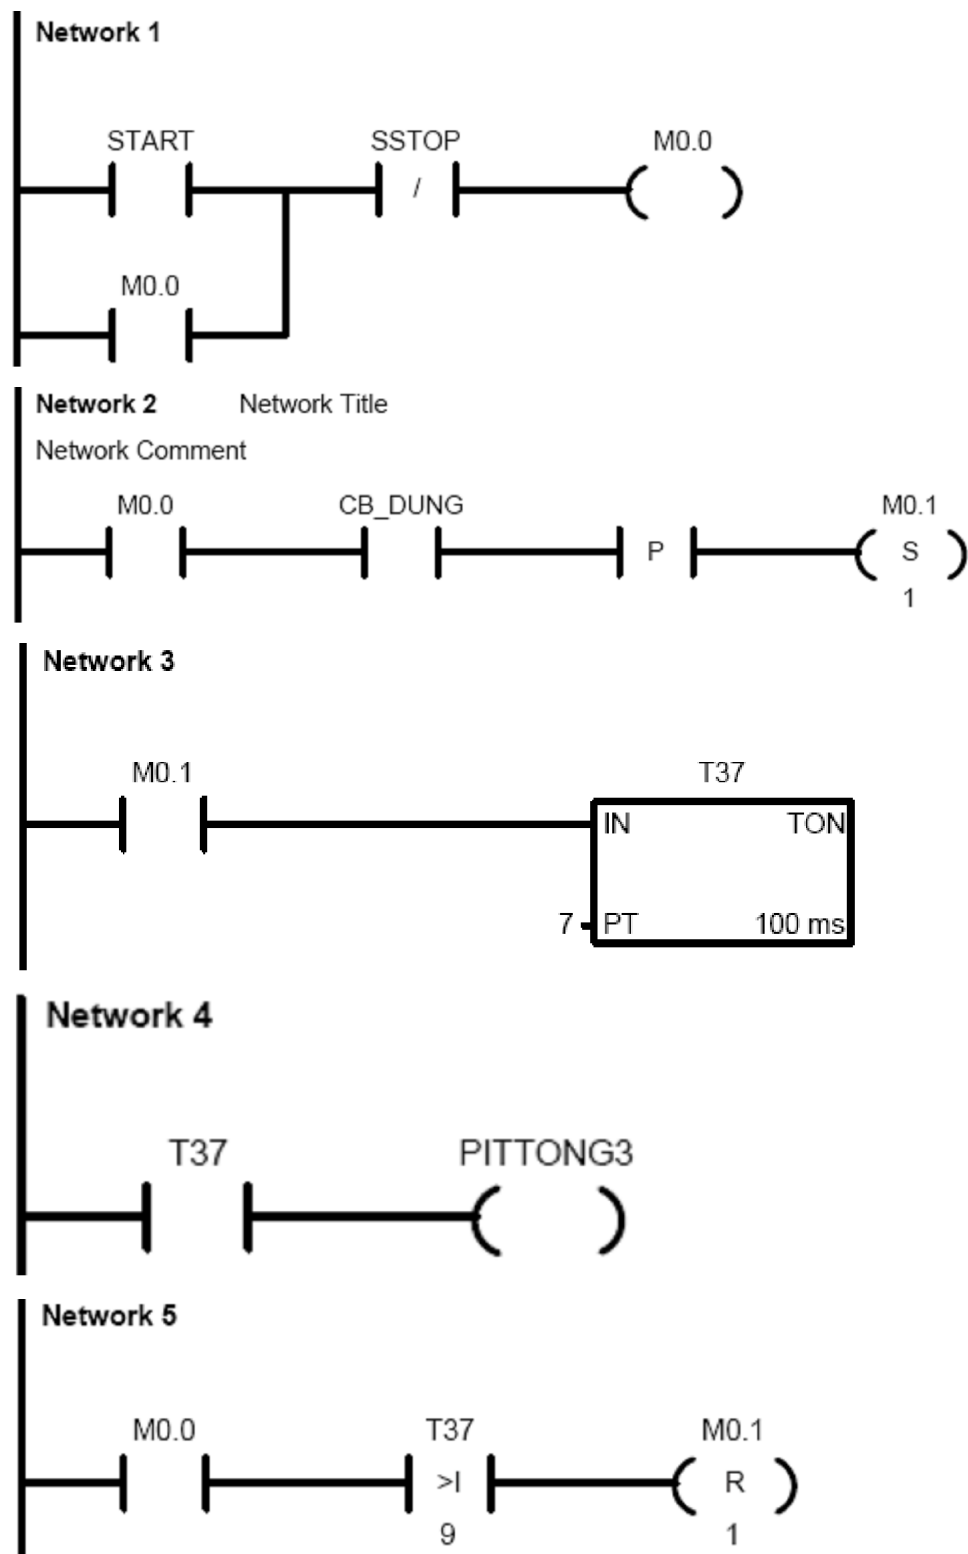 Network 1
START SSTOP M0.0
/
M0.0
Network 2 Network Title
Network Comment
M0.0 CB_DUNG M0.1
P S
1
Network 3
M0.1 T37
IN TON
7 PT 100 ms
Network 4
T37 PITTONG3
Network 5
M0.0 T37 M0.1
>I R
9 1